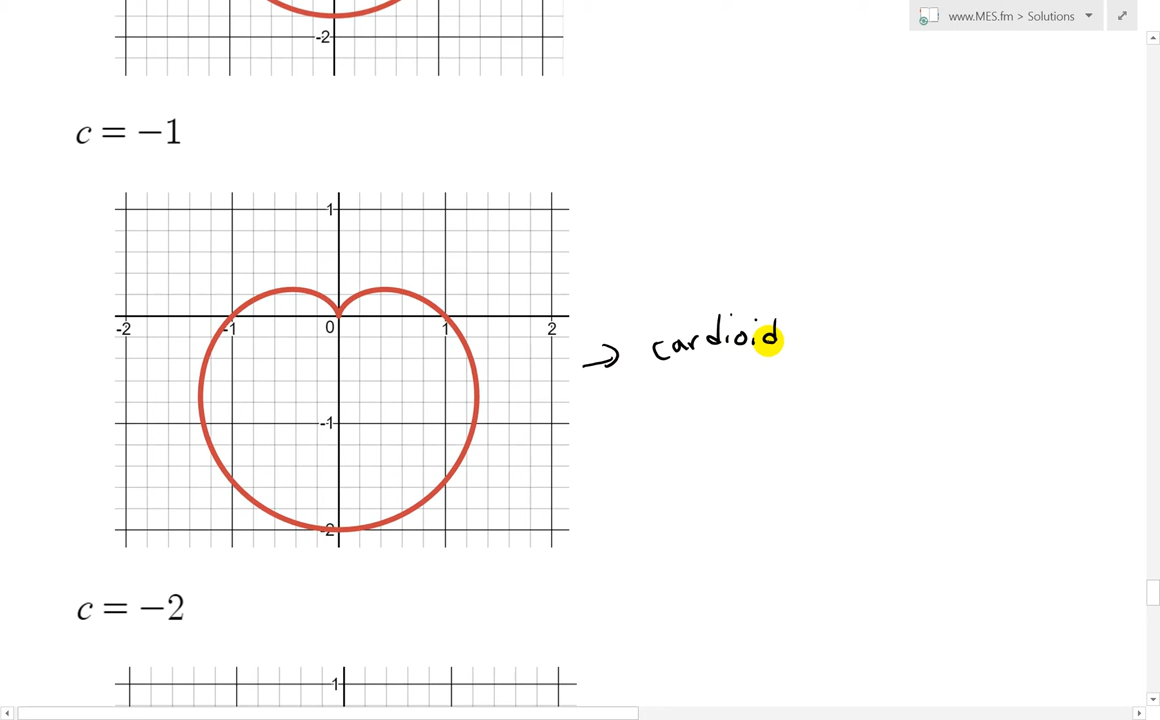 www.MES.fm > Solutions
-2
c = −1
1
-2 -1 0 1 2
→ cardioid
-1
-2
c = −2
1